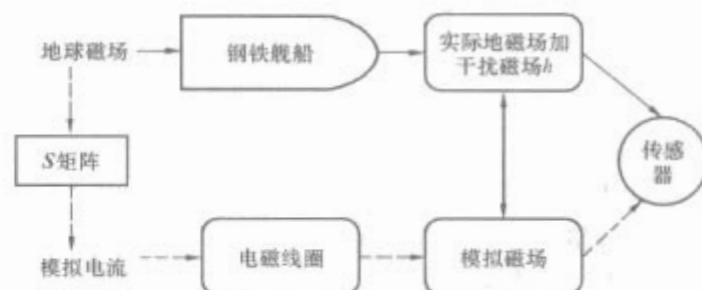 地球磁场
钢铁舰船
实际地磁场加
干扰磁场h
S矩阵
传感
器
模拟电流
电磁线圈
模拟磁场